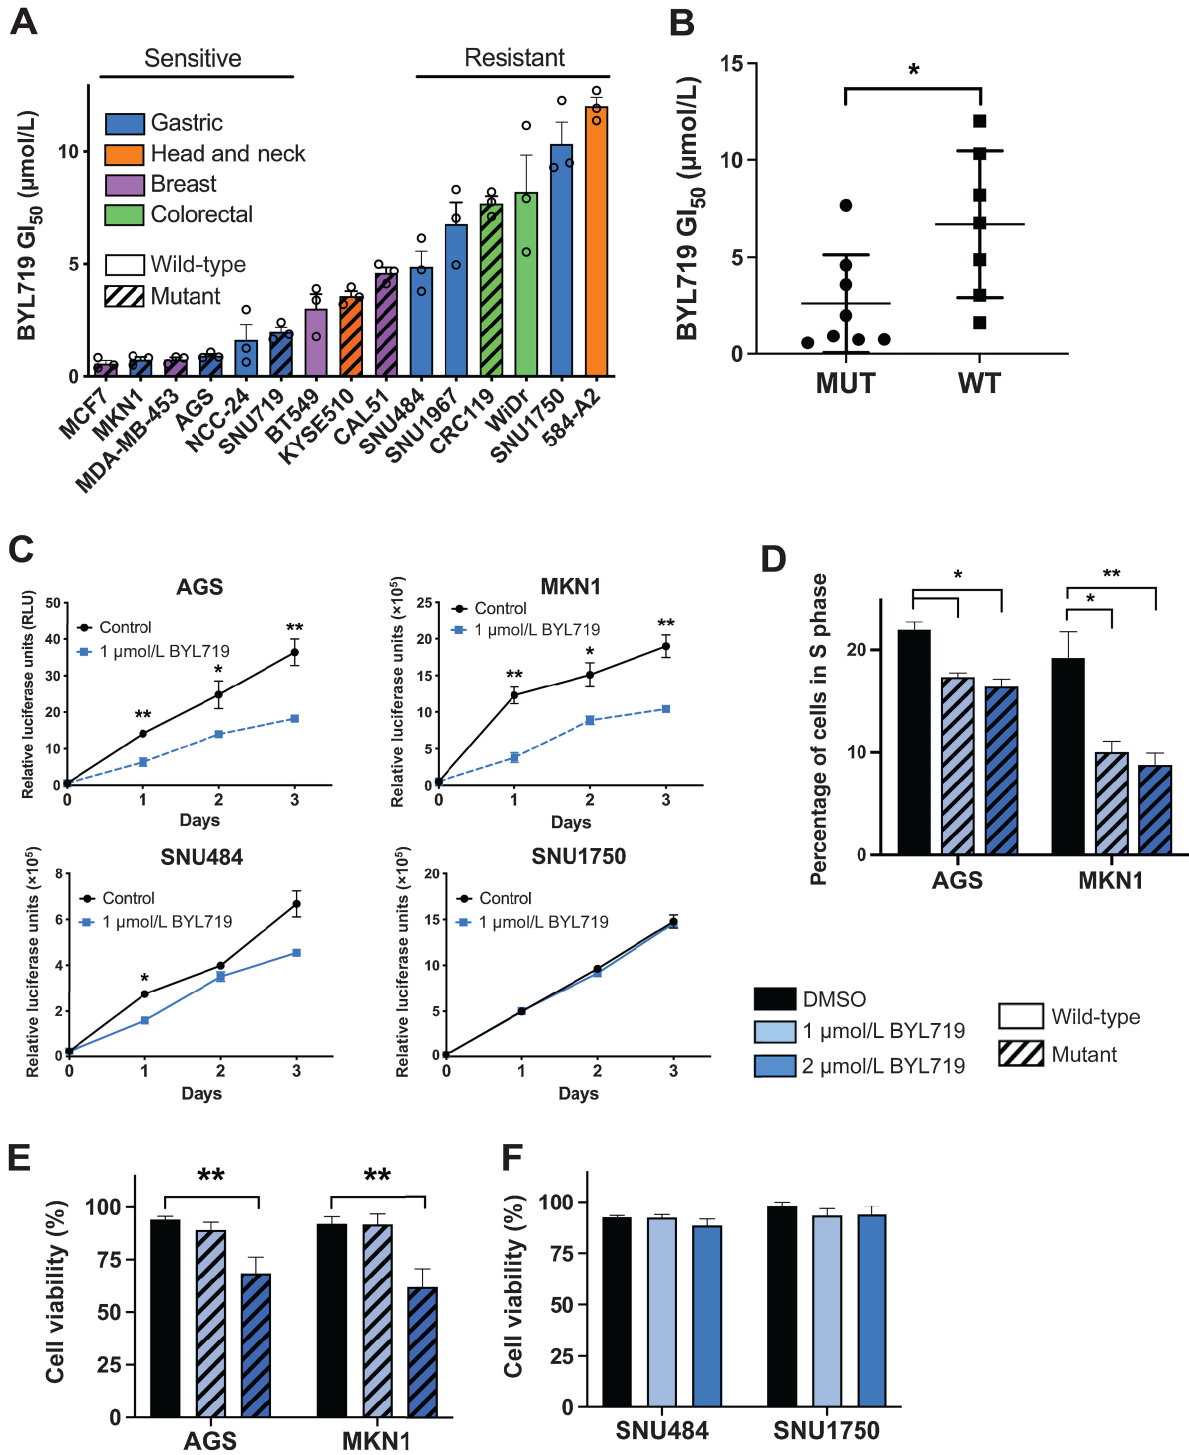 A
Sensitive
Resistant
BYL719 GI50 (µmol/L)
10
5
0
Gastric
Head and neck
Breast
Colorectal
Wild-type
Mutant
MCF7
MKN1
MDA-MB-453
AGS
NCC-24
SNU719
BT549
KYSE510
CAL51
SNU484
SNU1967
CRC119
WiDr
SNU1750
584-A2
B
BYL719 GI50 (µmol/L)
15
10
5
0
*
MUT
WT
C
AGS
Relative luciferase units (RLU)
50
40
30
20
10
0
Control
1 µmol/L BYL719
**
*
**
0 1 2 3
Days
MKN1
Relative luciferase units (×10⁵)
25
20
15
10
5
0
Control
1 µmol/L BYL719
**
*
**
0 1 2 3
Days
SNU484
Relative luciferase units (×10⁵)
8
6
4
2
0
Control
1 µmol/L BYL719
*
0 1 2 3
Days
SNU1750
Relative luciferase units (×10⁵)
20
15
10
5
0
Control
1 µmol/L BYL719
0 1 2 3
Days
D
Percentage of cells in S phase
20
10
0
*
**
*
AGS
MKN1
DMSO
1 µmol/L BYL719
2 µmol/L BYL719
Wild-type
Mutant
E
Cell viability (%)
100
75
50
25
0
**
**
AGS
MKN1
F
Cell viability (%)
100
75
50
25
0
SNU484
SNU1750